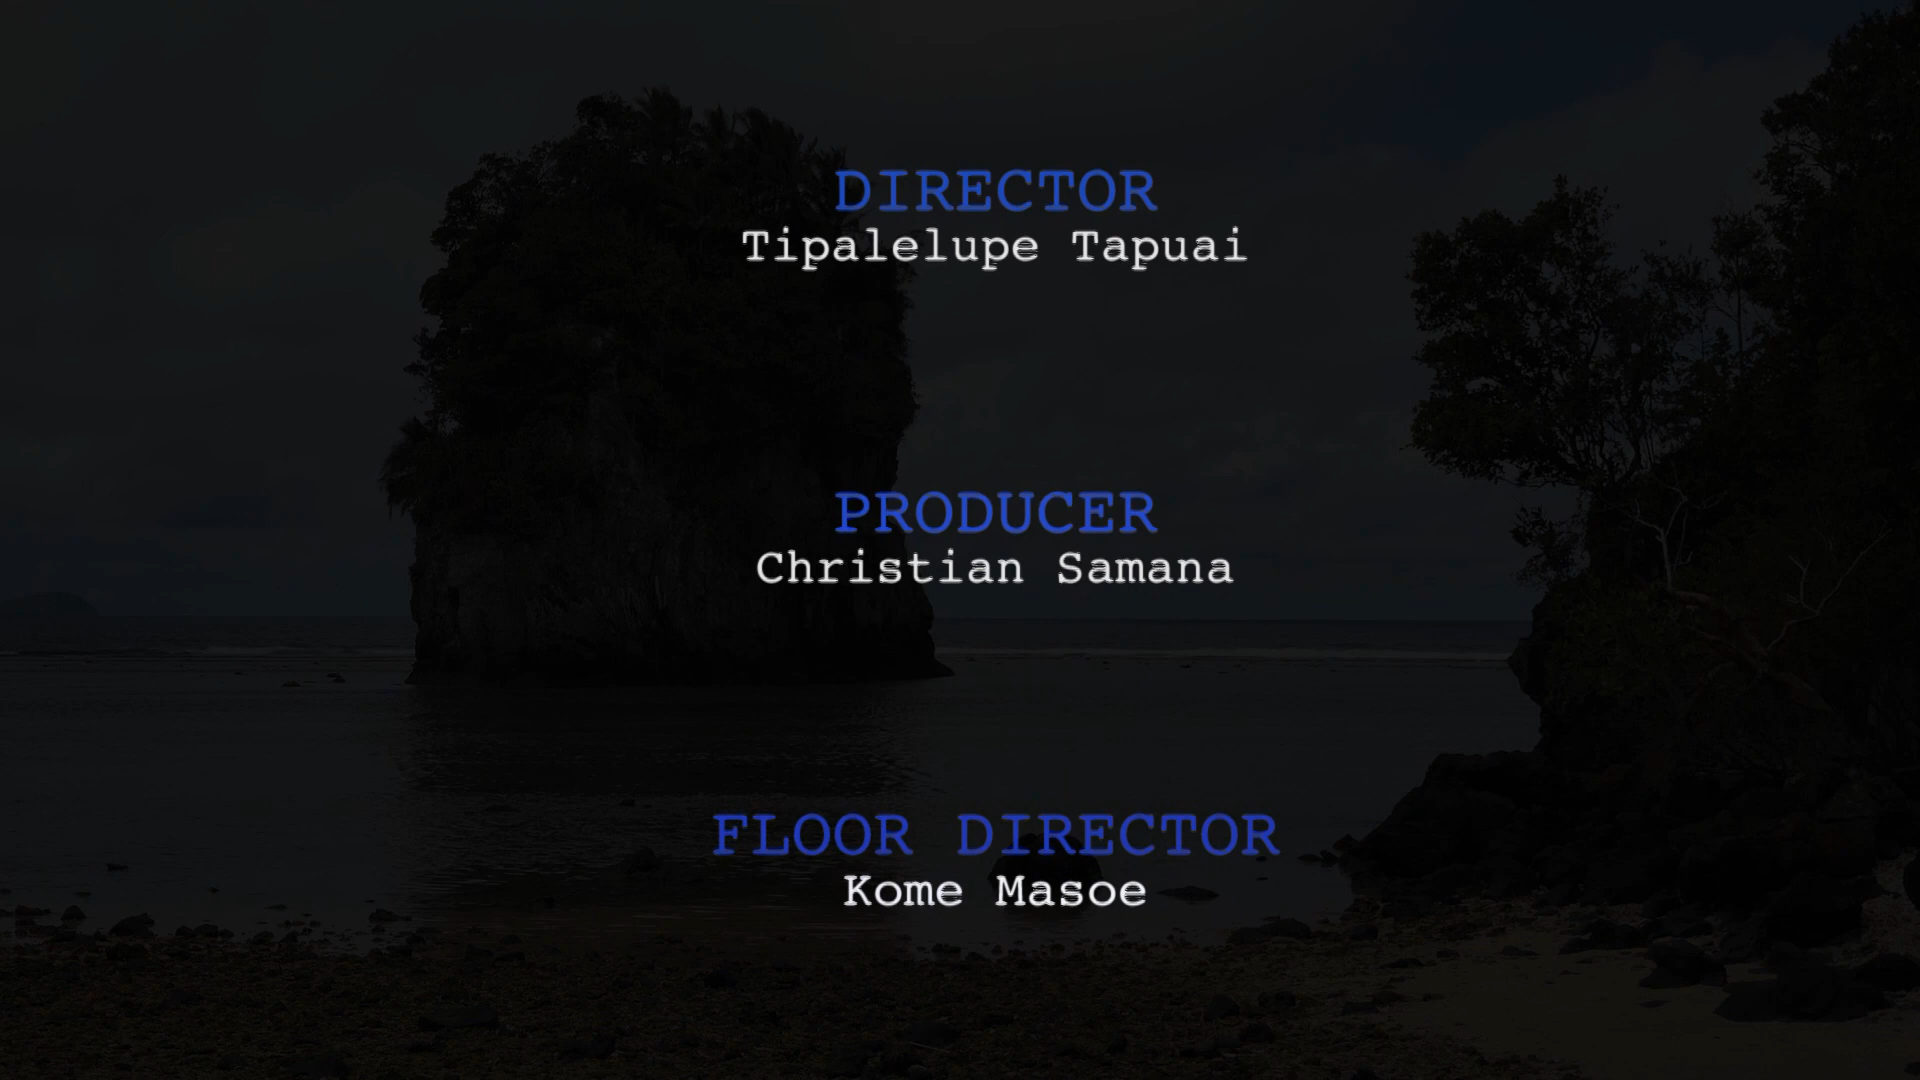 DIRECTOR
Tipalelupe Tapuai
PRODUCER
Christian Samana
FLOOR DIRECTOR
Kome Masoe